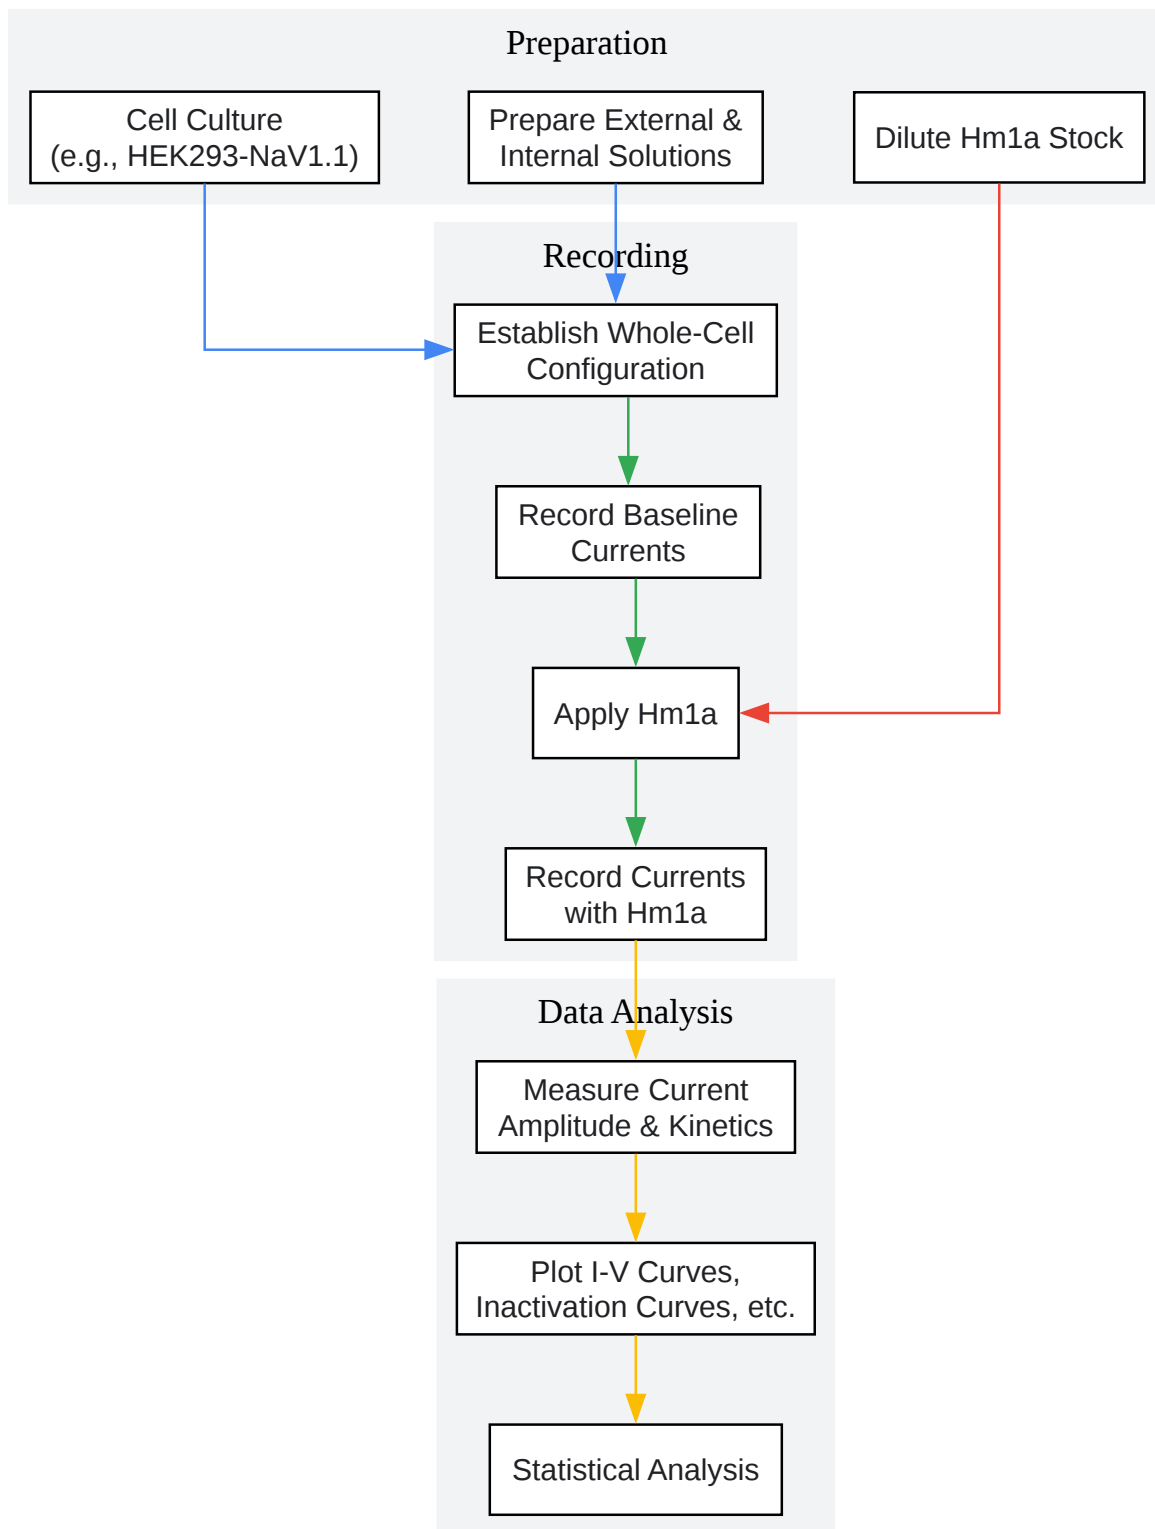 Preparation
Cell Culture
(e.g., HEK293-NaV1.1)
Prepare External &
Internal Solutions
Dilute Hm1a Stock
Recording
Establish Whole-Cell
Configuration
Record Baseline
Currents
Apply Hm1a
Record Currents
with Hm1a
Data Analysis
Measure Current
Amplitude & Kinetics
Plot I-V Curves,
Inactivation Curves, etc.
Statistical Analysis